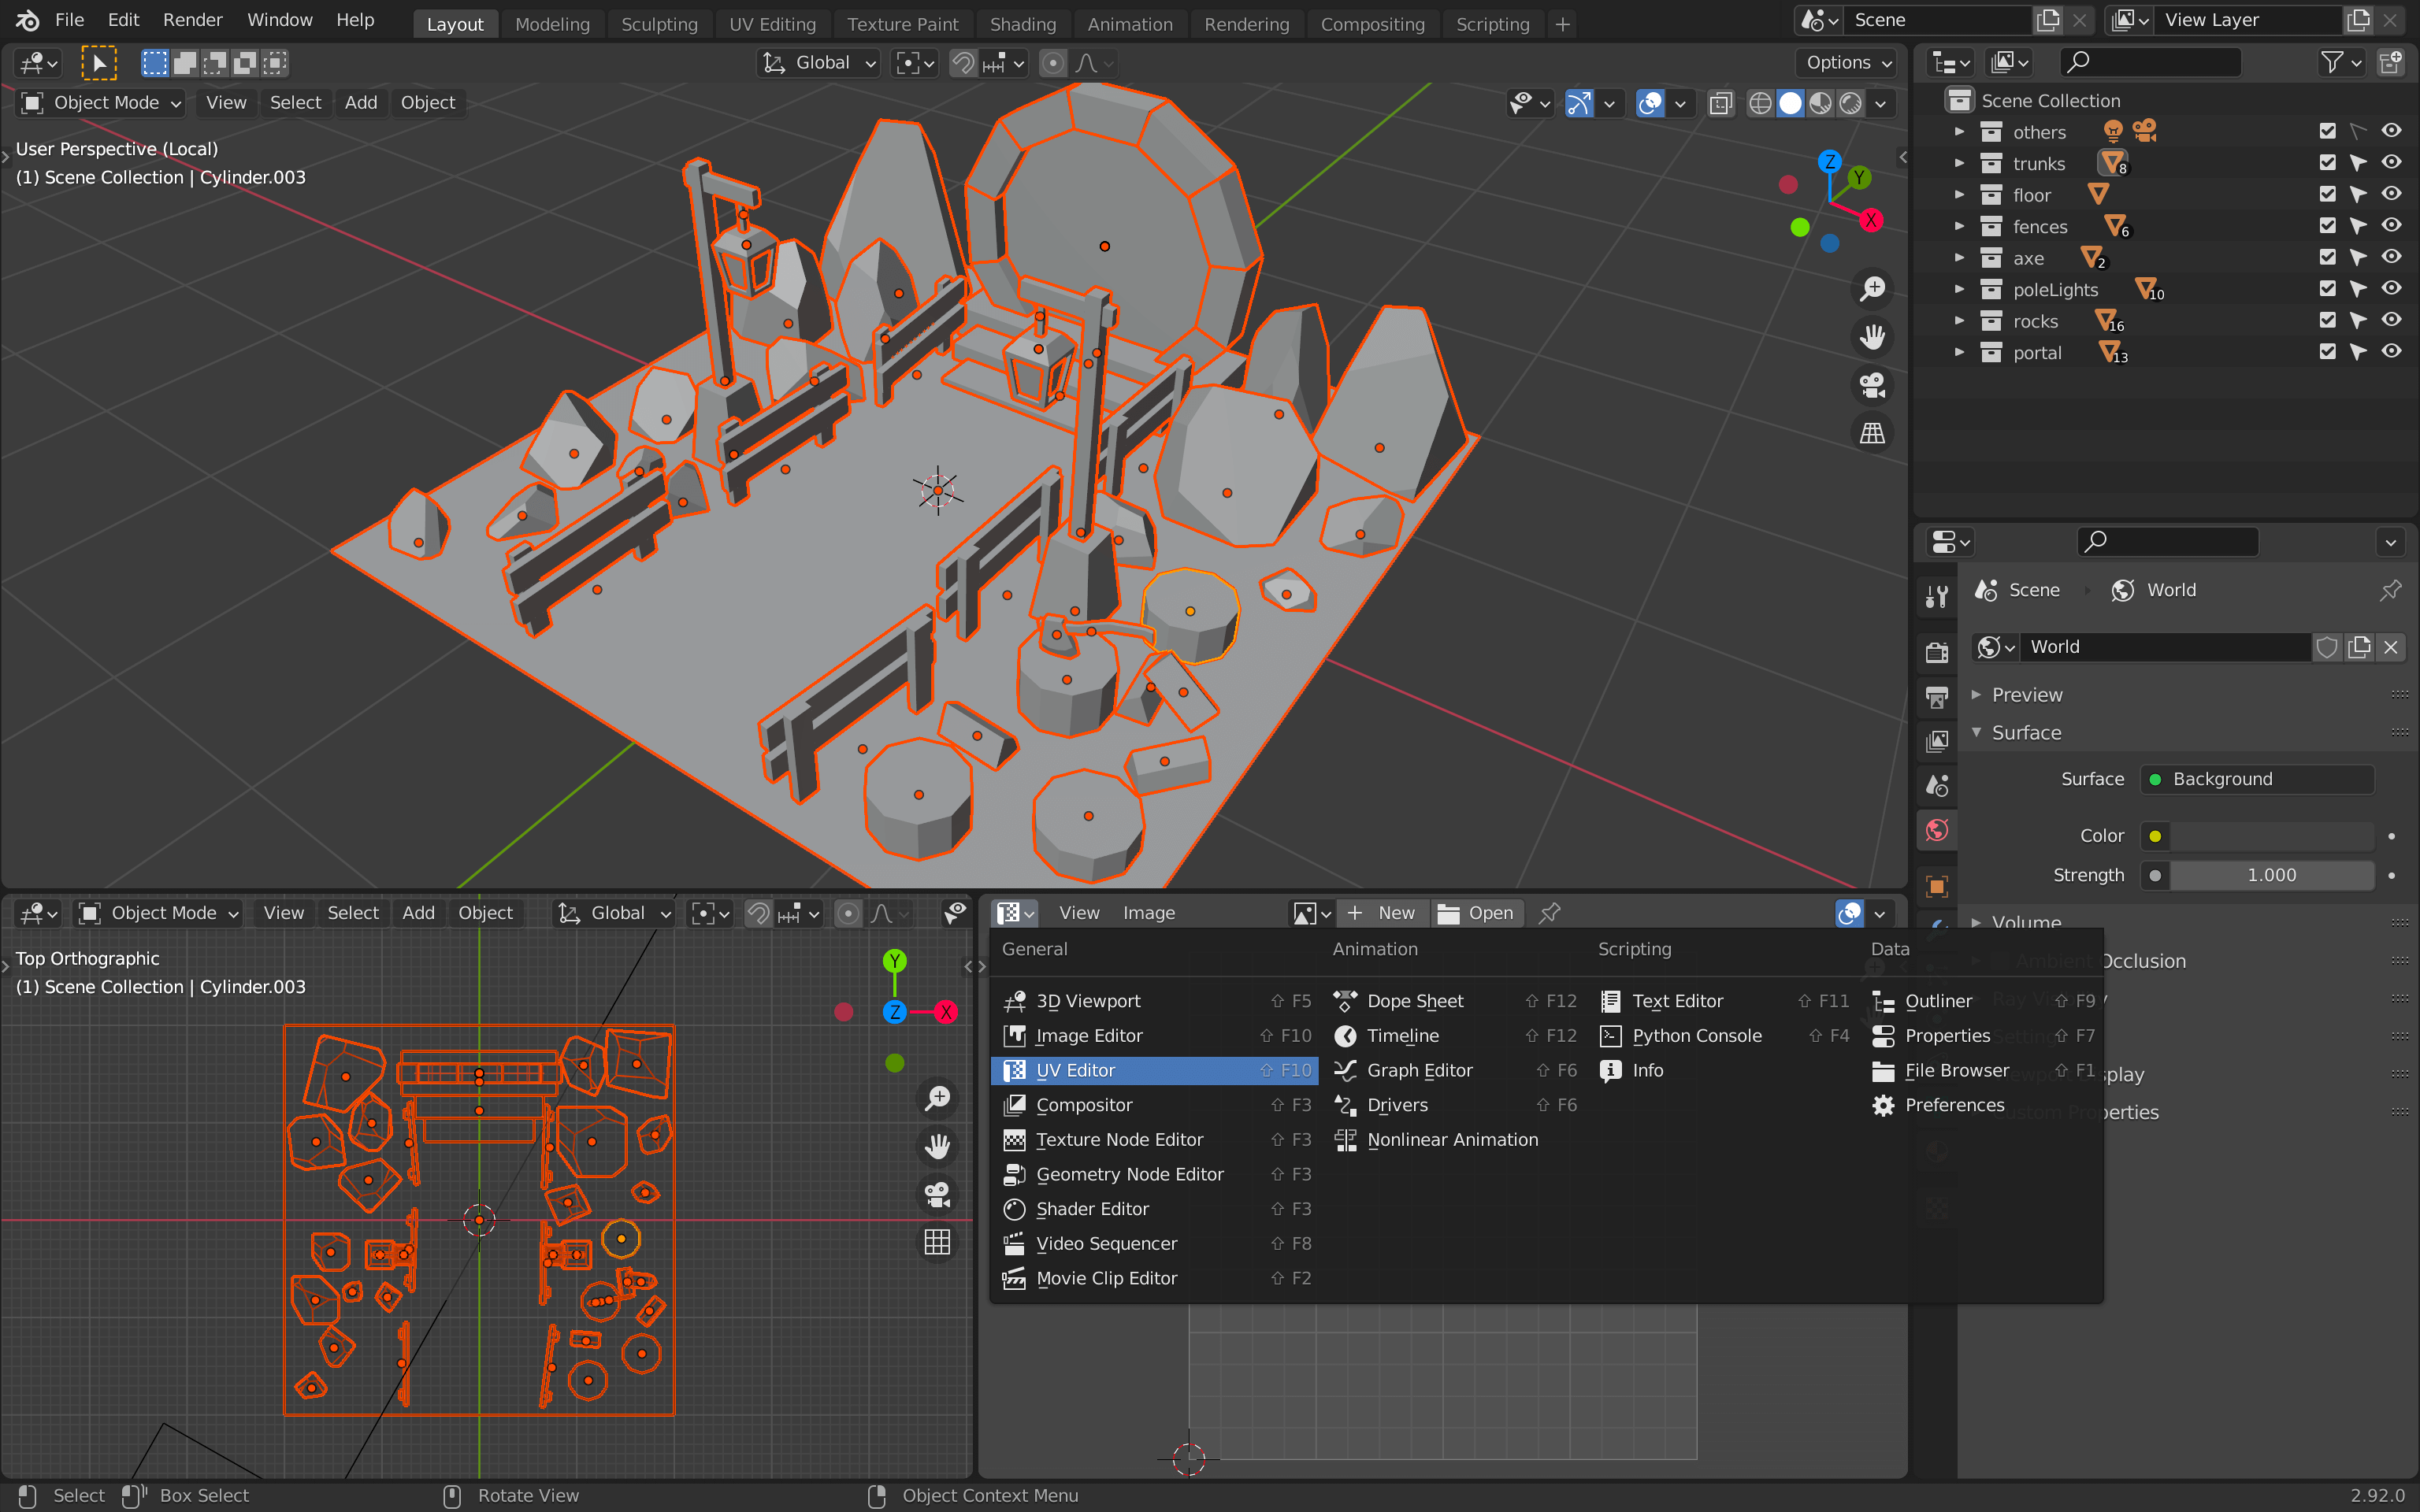 File Edit Render Window Help Layout Modeling Sculpting UV Editing Texture Paint Shading Animation Rendering Compositing Scripting Scene View Layer
Global Options
Object Mode View Select Add Object
User Perspective (Local)
(1) Scene Collection | Cylinder.003
Z
Y
X
Scene Collection
others
trunks 8
floor
fences 6
axe 2
poleLights 10
rocks 16
portal 13
Scene World
World
Preview
Surface
Surface Background
Color
Strength 1.000
Volume
Occlusion
Properties
Object Mode View Select Add Object Global
Top Orthographic
(1) Scene Collection | Cylinder.003
Y
Z X
View Image New Open
General Animation Scripting Data
3D Viewport F5 Dope Sheet F12 Text Editor F11 Outliner F9
Image Editor F10 Timeline F12 Python Console F4 Properties F7
UV Editor F10 Graph Editor F6 Info File Browser F1
Compositor F3 Drivers F6 Preferences
Texture Node Editor F3 Nonlinear Animation
Geometry Node Editor F3
Shader Editor F3
Video Sequencer F8
Movie Clip Editor F2
Select Box Select Rotate View Object Context Menu 2.92.0